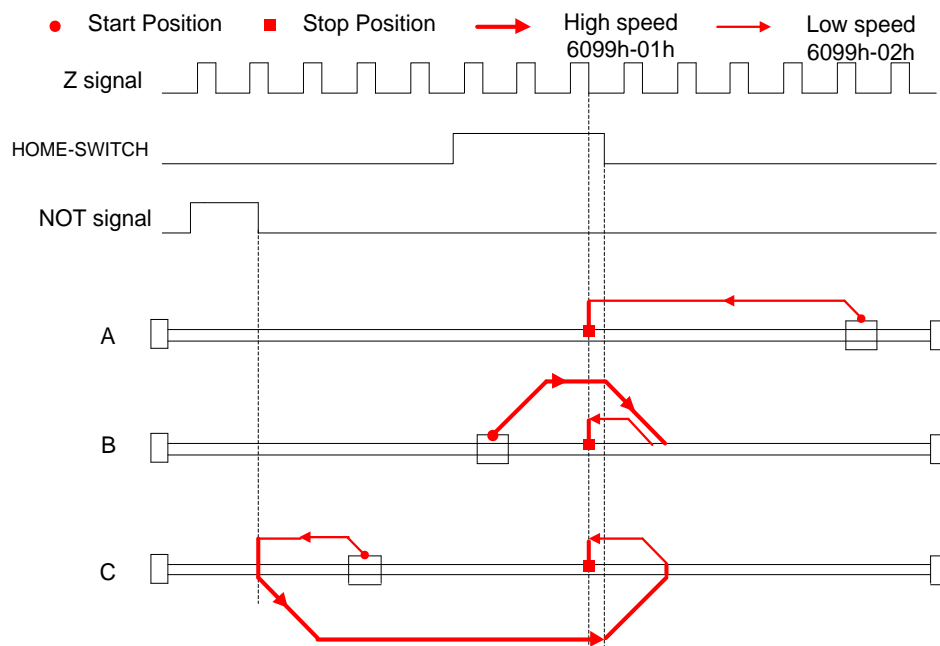 Start Position
Stop Position
High speed
6099h-01h
Low speed
6099h-02h
Z signal
HOME-SWITCH
NOT signal
A
B
C